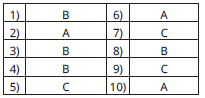 1) B 6) A
2) A 7) C
3) B 8) B
4) B 9) C
5) C 10) A